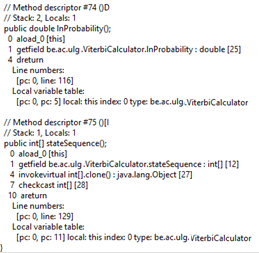 // Method descriptor #74 ()D
// Stack: 2, Locals: 1
public double lnProbability();
0 aload_0 [this]
1 getfield be.ac.ulg.ViterbiCalculator.lnProbability : double [25]
4 dreturn
Line numbers:
[pc: 0, line: 116]
Local variable table:
[pc: 0, pc: 5] local: this index: 0 type: be.ac.ulg.ViterbiCalculator
// Method descriptor #75 ()[I
// Stack: 1, Locals: 1
public int[] stateSequence();
0 aload_0 [this]
1 getfield be.ac.ulg.ViterbiCalculator.stateSequence : int[] [12]
4 invokevirtual int[].clone() : java.lang.Object [27]
7 checkcast int[] [28]
10 areturn
Line numbers:
[pc: 0, line: 129]
Local variable table:
[pc: 0, pc: 11] local: this index: 0 type: be.ac.ulg.ViterbiCalculator
}